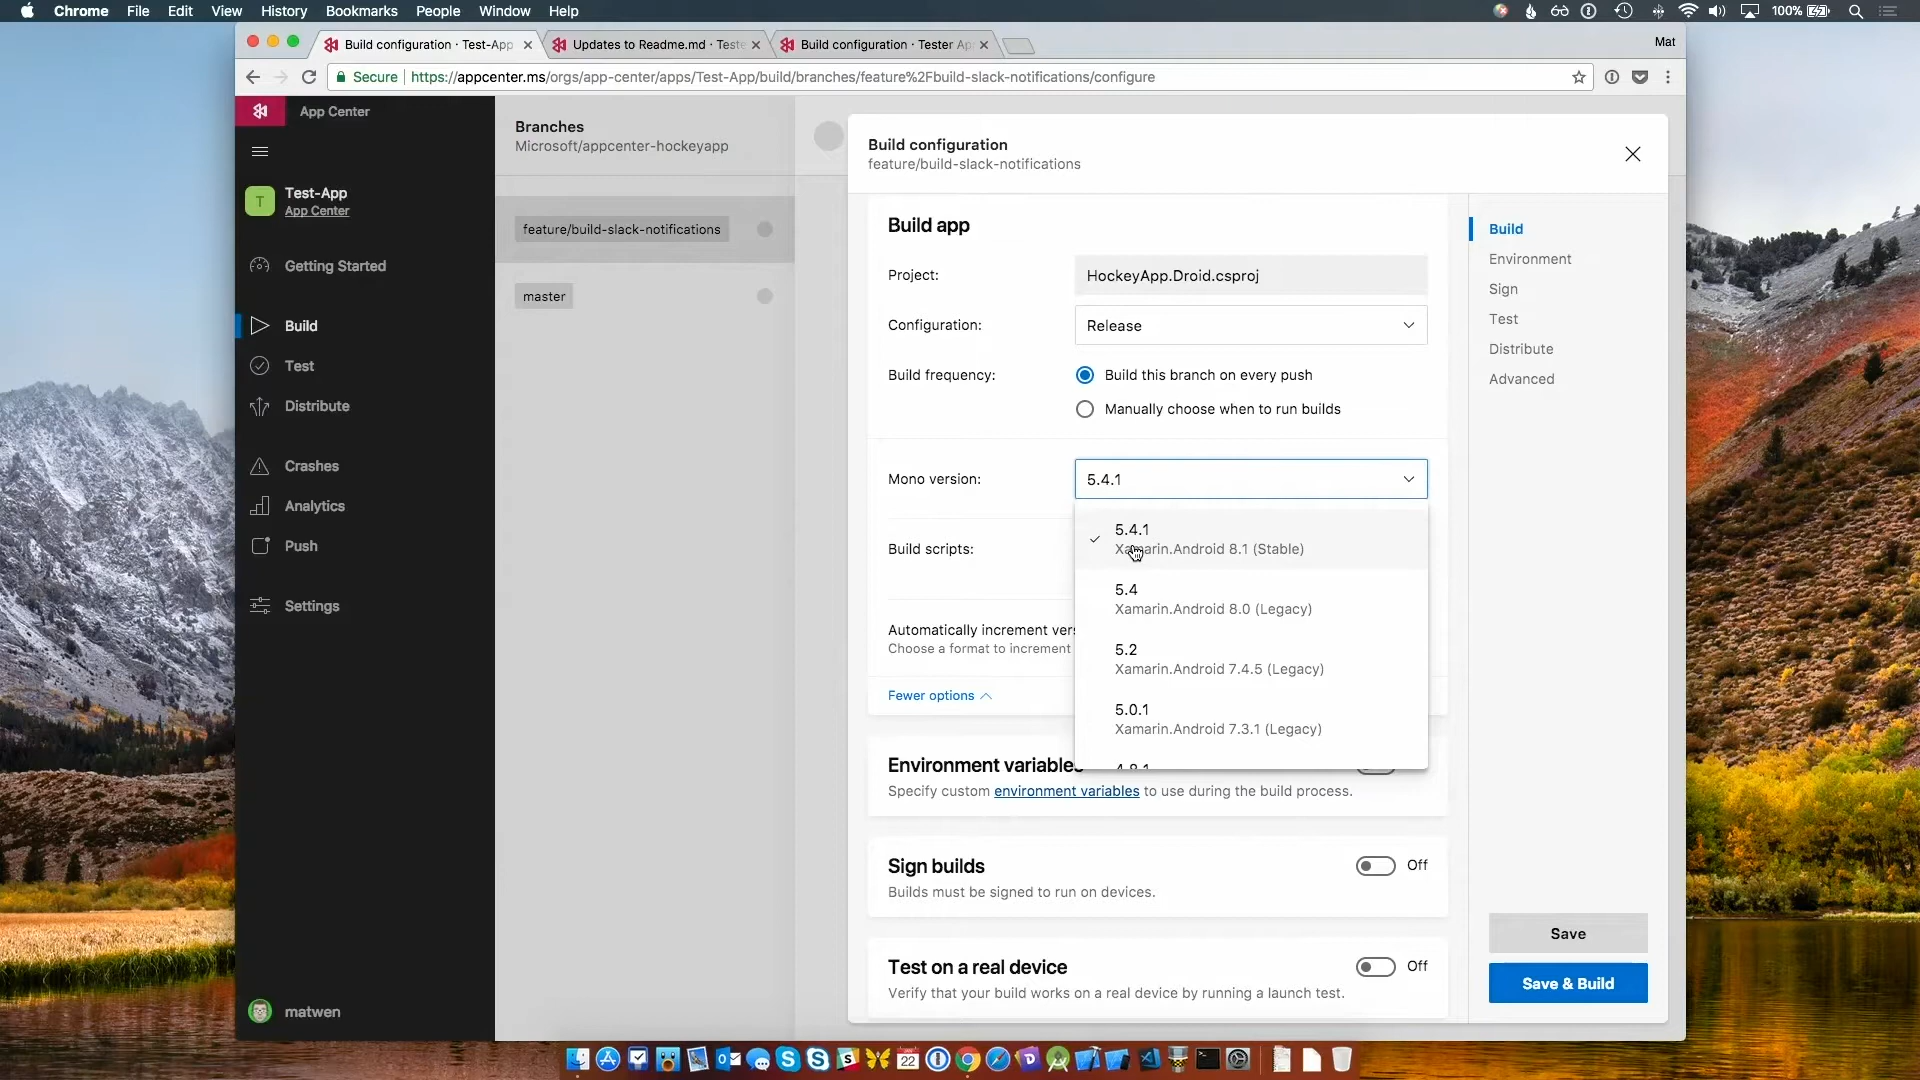 Chrome File Edit View History Bookmarks People Window Help
100%
Build configuration · Test-App
Updates to Readme.md · Teste
Build configuration · Tester Ap
Mat
Secure https://appcenter.ms/orgs/app-center/apps/Test-App/build/branches/feature%2Fbuild-slack-notifications/configure
App Center
T
Test-App
App Center
Getting Started
Build
Test
Distribute
Crashes
Analytics
Push
Settings
matwen
Branches
Microsoft/appcenter-hockeyapp
feature/build-slack-notifications
master
Build configuration
feature/build-slack-notifications
Build app
Project: HockeyApp.Droid.csproj
Configuration: Release
Build frequency: Build this branch on every push
Manually choose when to run builds
Mono version: 5.4.1
5.4.1
Xamarin.Android 8.1 (Stable)
5.4
Xamarin.Android 8.0 (Legacy)
5.2
Xamarin.Android 7.4.5 (Legacy)
5.0.1
Xamarin.Android 7.3.1 (Legacy)
Build scripts:
Automatically increment vers
Choose a format to increment
Fewer options
Environment variables
Specify custom environment variables to use during the build process.
Sign builds
Off
Builds must be signed to run on devices.
Test on a real device
Off
Verify that your build works on a real device by running a launch test.
Build
Environment
Sign
Test
Distribute
Advanced
Save
Save & Build
22